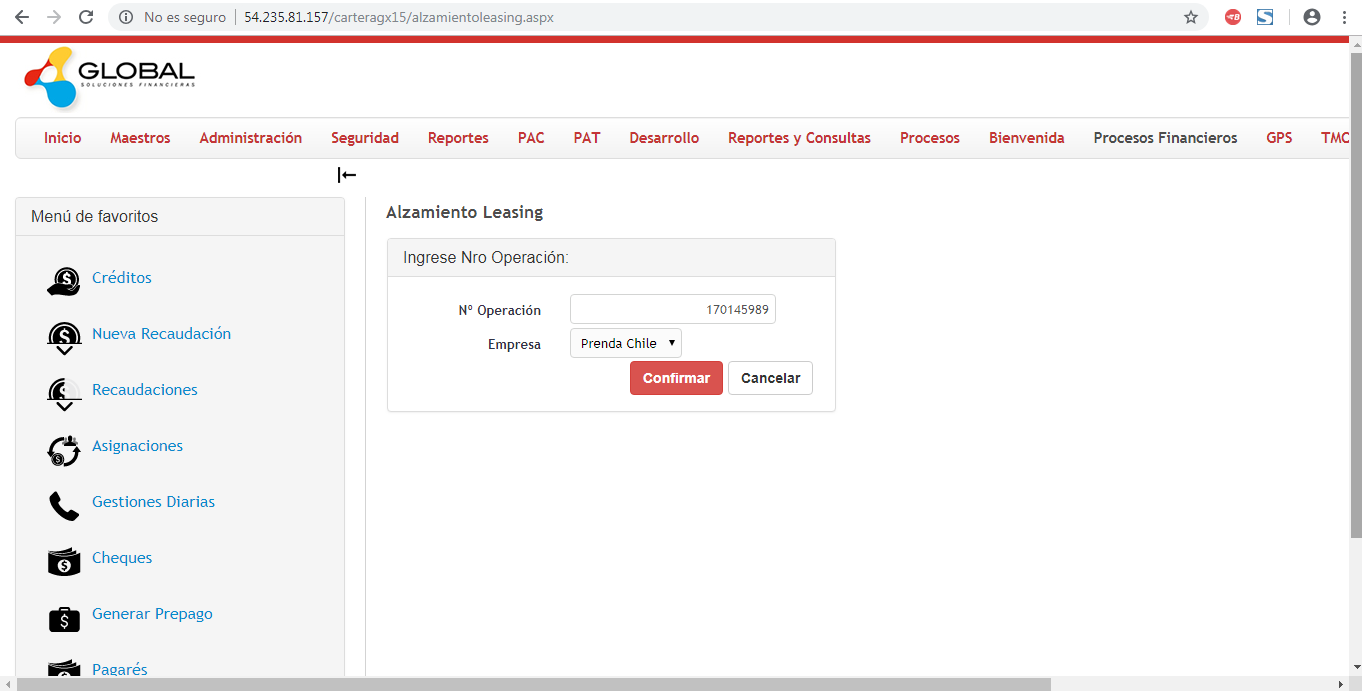 No es seguro 54.235.81.157/carteragx15/alzamientoleasing.aspx
GLOBAL
SOLUCIONES FINANCIERAS
Inicio Maestros Administración Seguridad Reportes PAC PAT Desarrollo Reportes y Consultas Procesos Bienvenida Procesos Financieros GPS TMO
Menú de favoritos
Créditos
Nueva Recaudación
Recaudaciones
Asignaciones
Gestiones Diarias
Cheques
Generar Prepago
Pagarés
Alzamiento Leasing
Ingrese Nro Operación:
Nº Operación 170145989
Empresa Prenda Chile
Confirmar Cancelar